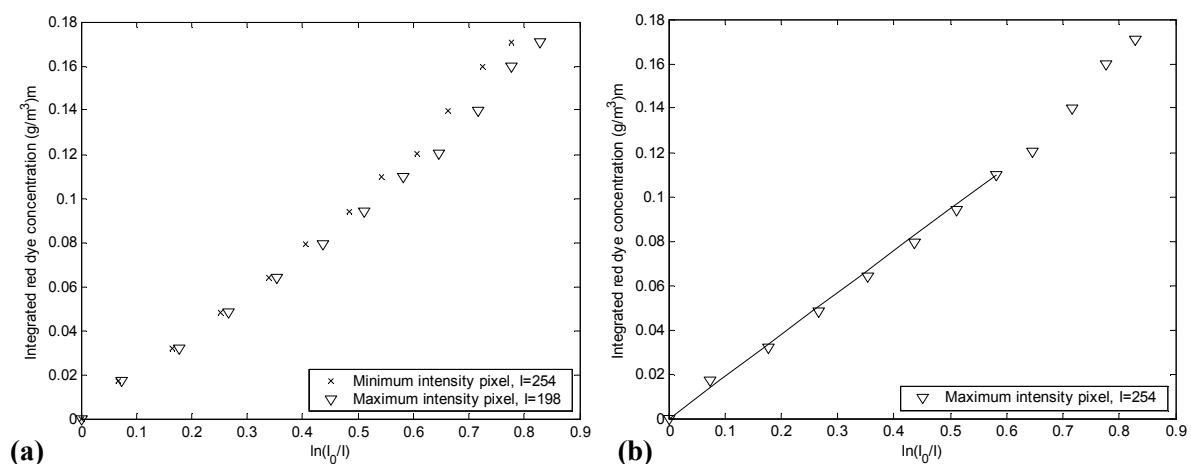 0.18
0.16
0.14
0.12
0.1
0.08
0.06
0.04
0.02
0
Integrated red dye concentration (g/m³)m
Minimum intensity pixel, I=254
Maximum intensity pixel, I=198
0 0.1 0.2 0.3 0.4 0.5 0.6 0.7 0.8 0.9
ln(I₀/I)
(a)
0.18
0.16
0.14
0.12
0.1
0.08
0.06
0.04
0.02
0
Integrated red dye concentration (g/m³)m
Maximum intensity pixel, I=254
0 0.1 0.2 0.3 0.4 0.5 0.6 0.7 0.8 0.9
ln(I₀/I)
(b)